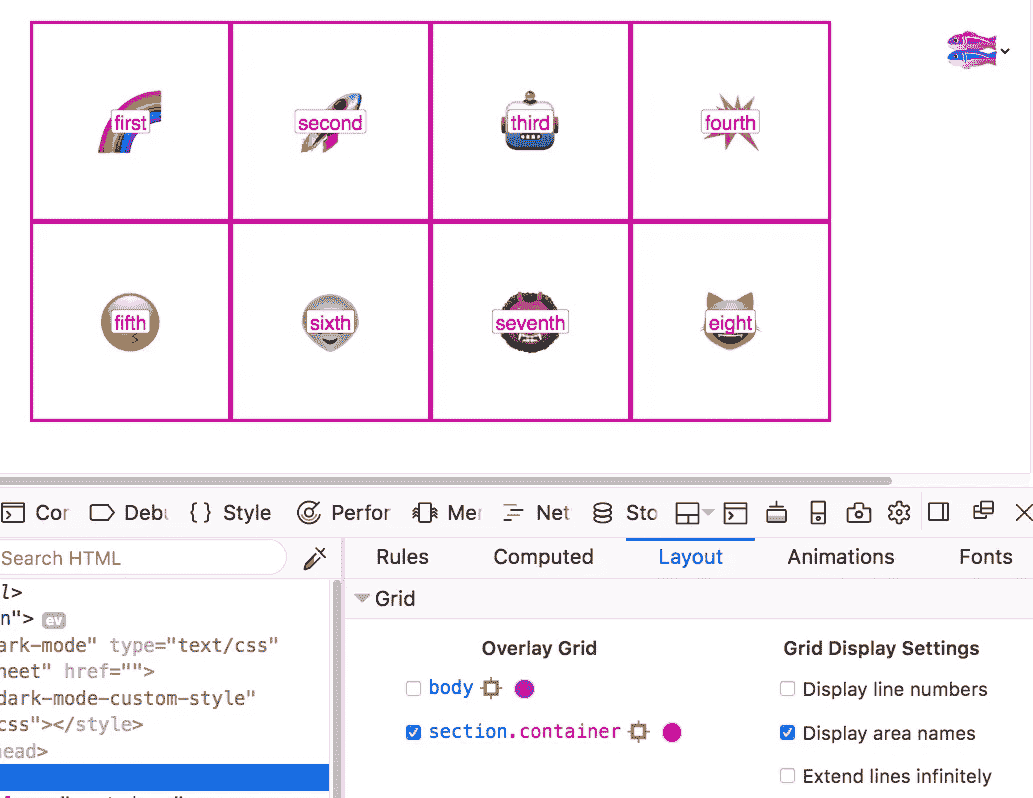 first second third fourth
fifth sixth seventh eight
Cor Debu { } Style Perfor Me Net Sto
Search HTML Rules Computed Layout Animations Fonts
l>
n"> ev
ark-mode" type="text/css"
heet" href="">
dark-mode-custom-style"
css"></style>
head>
Grid
Overlay Grid
body
section.container
Grid Display Settings
Display line numbers
Display area names
Extend lines infinitely